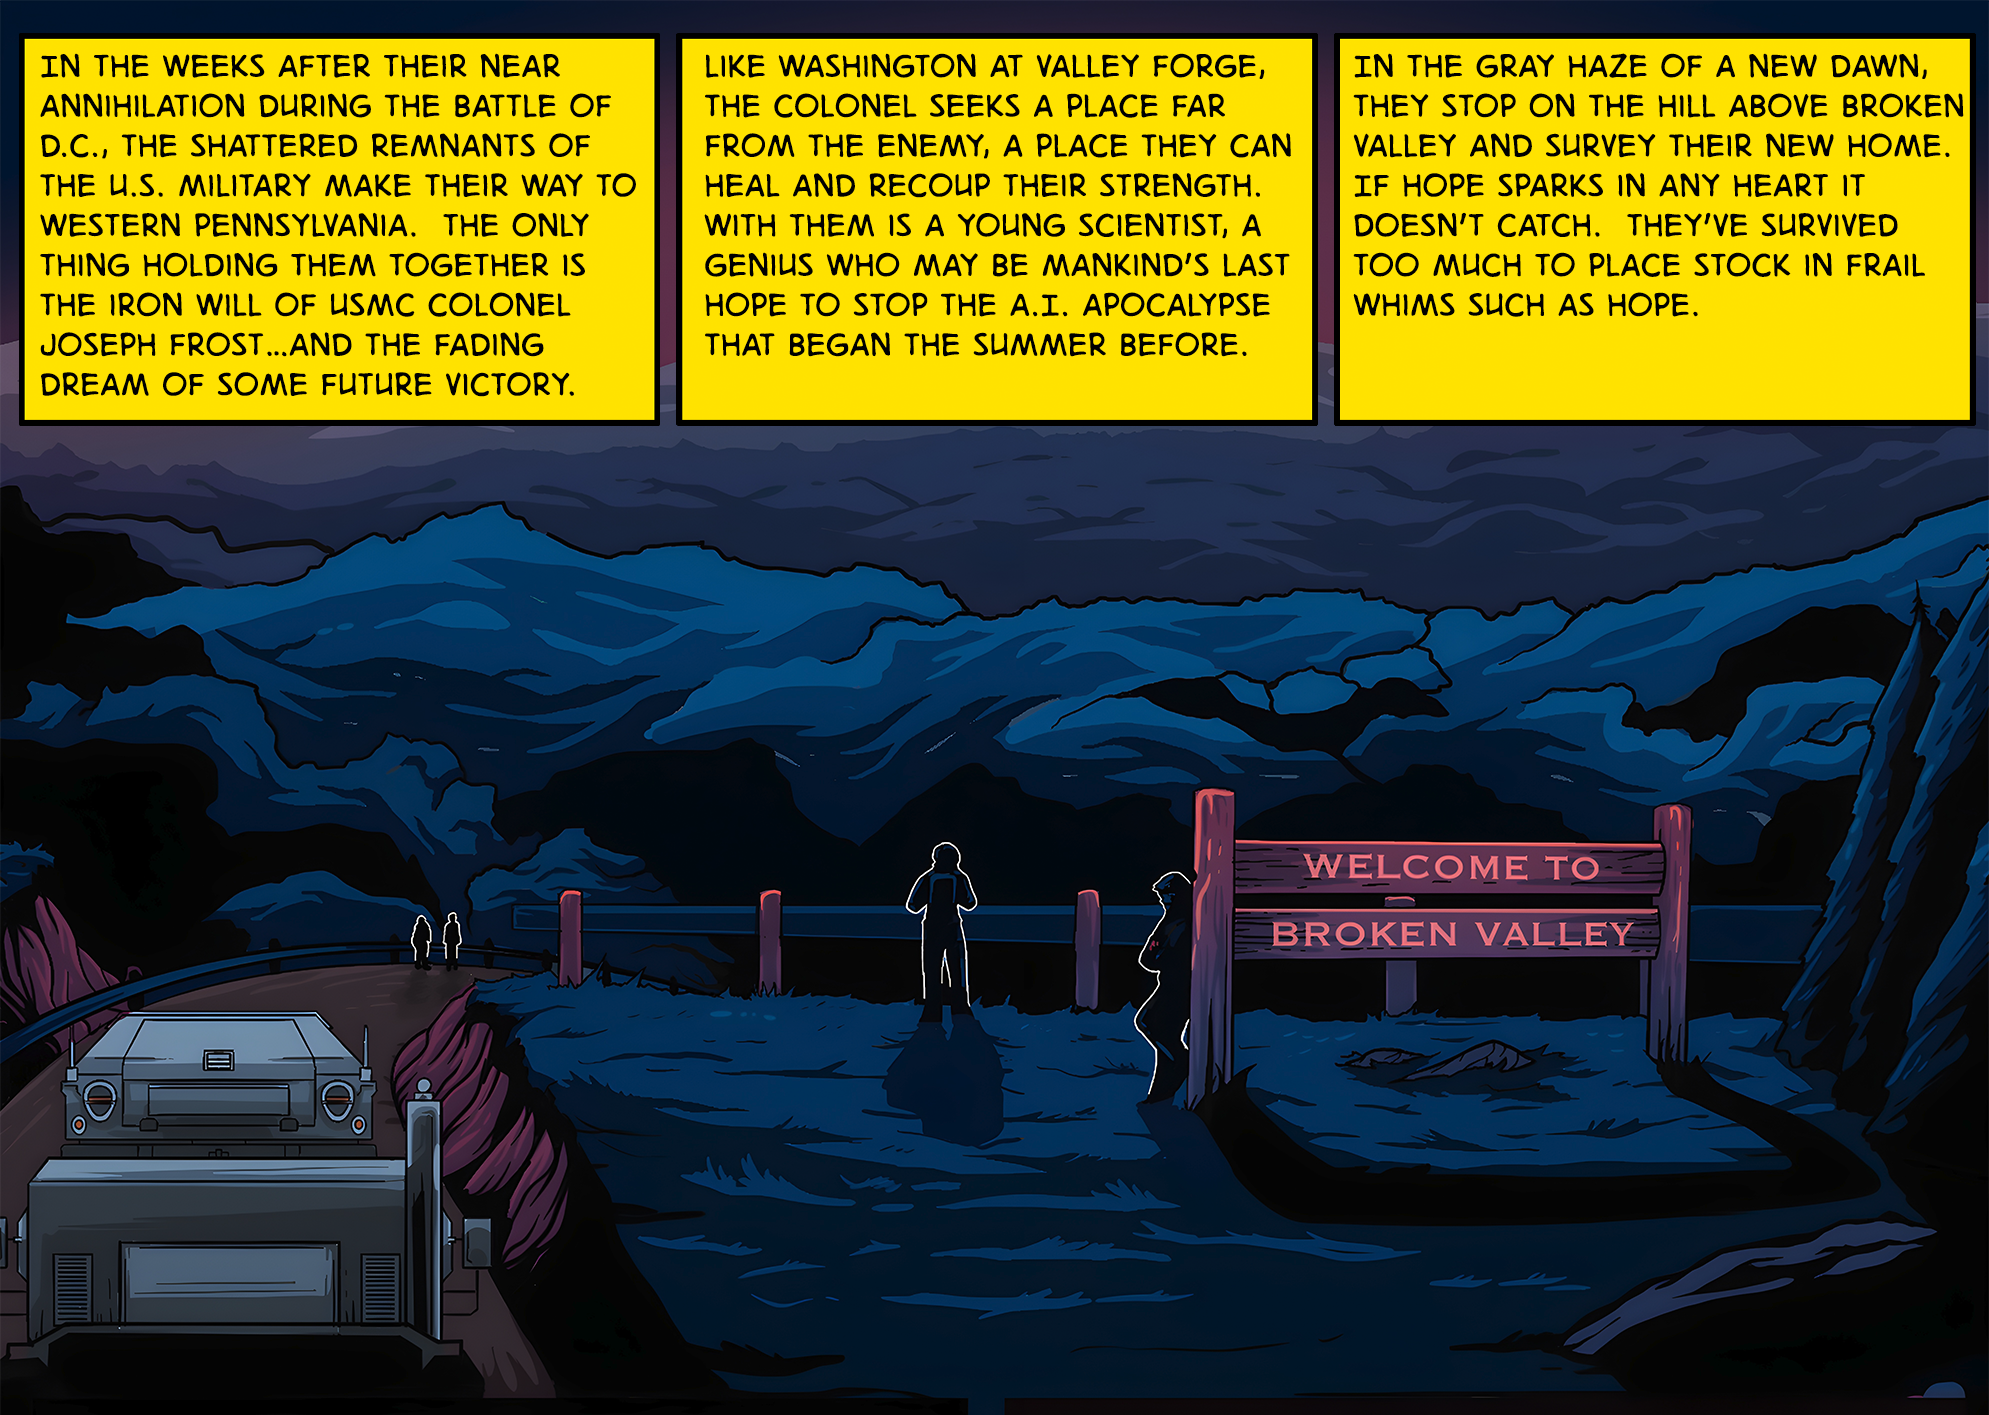 IN THE WEEKS AFTER THEIR NEAR
ANNIHILATION DURING THE BATTLE OF
D.C., THE SHATTERED REMNANTS OF
THE U.S. MILITARY MAKE THEIR WAY TO
WESTERN PENNSYLVANIA. THE ONLY
THING HOLDING THEM TOGETHER IS
THE IRON WILL OF USMC COLONEL
JOSEPH FROST...AND THE FADING
DREAM OF SOME FUTURE VICTORY.
LIKE WASHINGTON AT VALLEY FORGE,
THE COLONEL SEEKS A PLACE FAR
FROM THE ENEMY, A PLACE THEY CAN
HEAL AND RECOUP THEIR STRENGTH.
WITH THEM IS A YOUNG SCIENTIST, A
GENIUS WHO MAY BE MANKIND'S LAST
HOPE TO STOP THE A.I. APOCALYPSE
THAT BEGAN THE SUMMER BEFORE.
IN THE GRAY HAZE OF A NEW DAWN,
THEY STOP ON THE HILL ABOVE BROKEN
VALLEY AND SURVEY THEIR NEW HOME.
IF HOPE SPARKS IN ANY HEART IT
DOESN'T CATCH. THEY'VE SURVIVED
TOO MUCH TO PLACE STOCK IN FRAIL
WHIMS SUCH AS HOPE.
WELCOME TO
BROKEN VALLEY